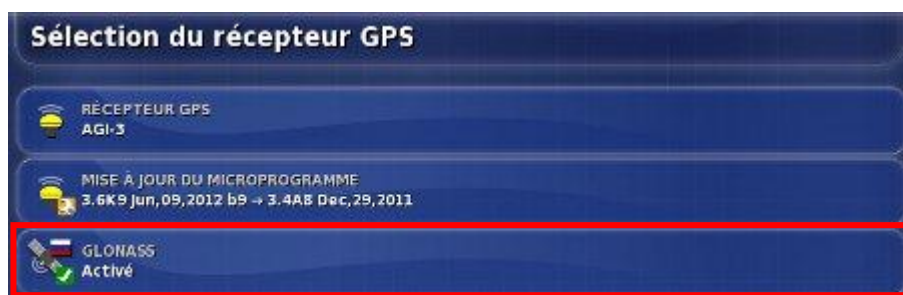 Sélection du récepteur GPS
RÉCEPTEUR GPS
AGI-3
MISE À JOUR DU MICROPROGRAMME
3.6K9 Jun,09,2012 b9 → 3.4AB Dec,29,2011
GLONASS
Activé